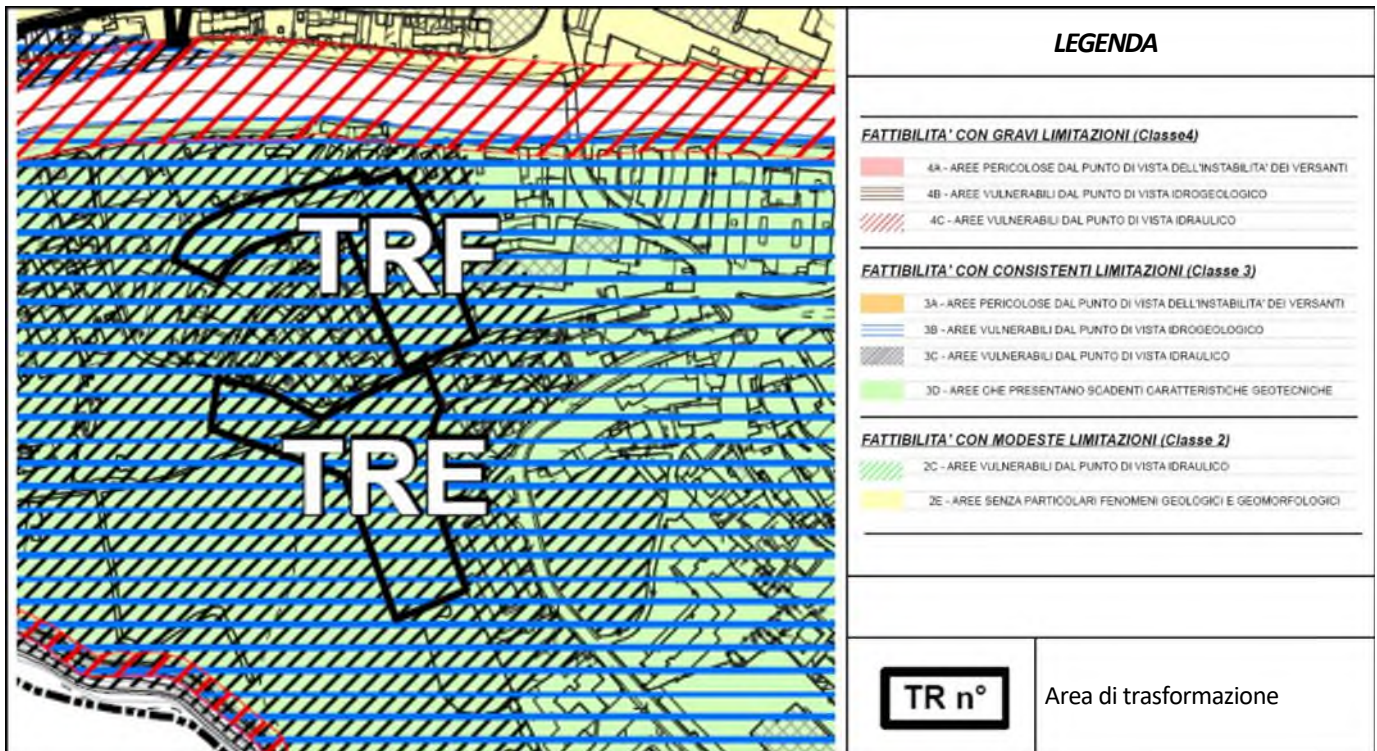 TRF
TRE
LEGENDA
FATTIBILITA' CON GRAVI LIMITAZIONI (Classe4)
4A - AREE PERICOLOSE DAL PUNTO DI VISTA DELL'INSTABILITA' DEI VERSANTI
4B - AREE VULNERABILI DAL PUNTO DI VISTA IDROGEOLOGICO
4C - AREE VULNERABILI DAL PUNTO DI VISTA IDRAULICO
FATTIBILITA' CON CONSISTENTI LIMITAZIONI (Classe 3)
3A - AREE PERICOLOSE DAL PUNTO DI VISTA DELL'INSTABILITA' DEI VERSANTI
3B - AREE VULNERABILI DAL PUNTO DI VISTA IDROGEOLOGICO
3C - AREE VULNERABILI DAL PUNTO DI VISTA IDRAULICO
3D - AREE CHE PRESENTANO SCADENTI CARATTERISTICHE GEOTECNICHE
FATTIBILITA' CON MODESTE LIMITAZIONI (Classe 2)
2C - AREE VULNERABILI DAL PUNTO DI VISTA IDRAULICO
2E - AREE SENZA PARTICOLARI FENOMENI GEOLOGICI E GEOMORFOLOGICI
TR n°
Area di trasformazione